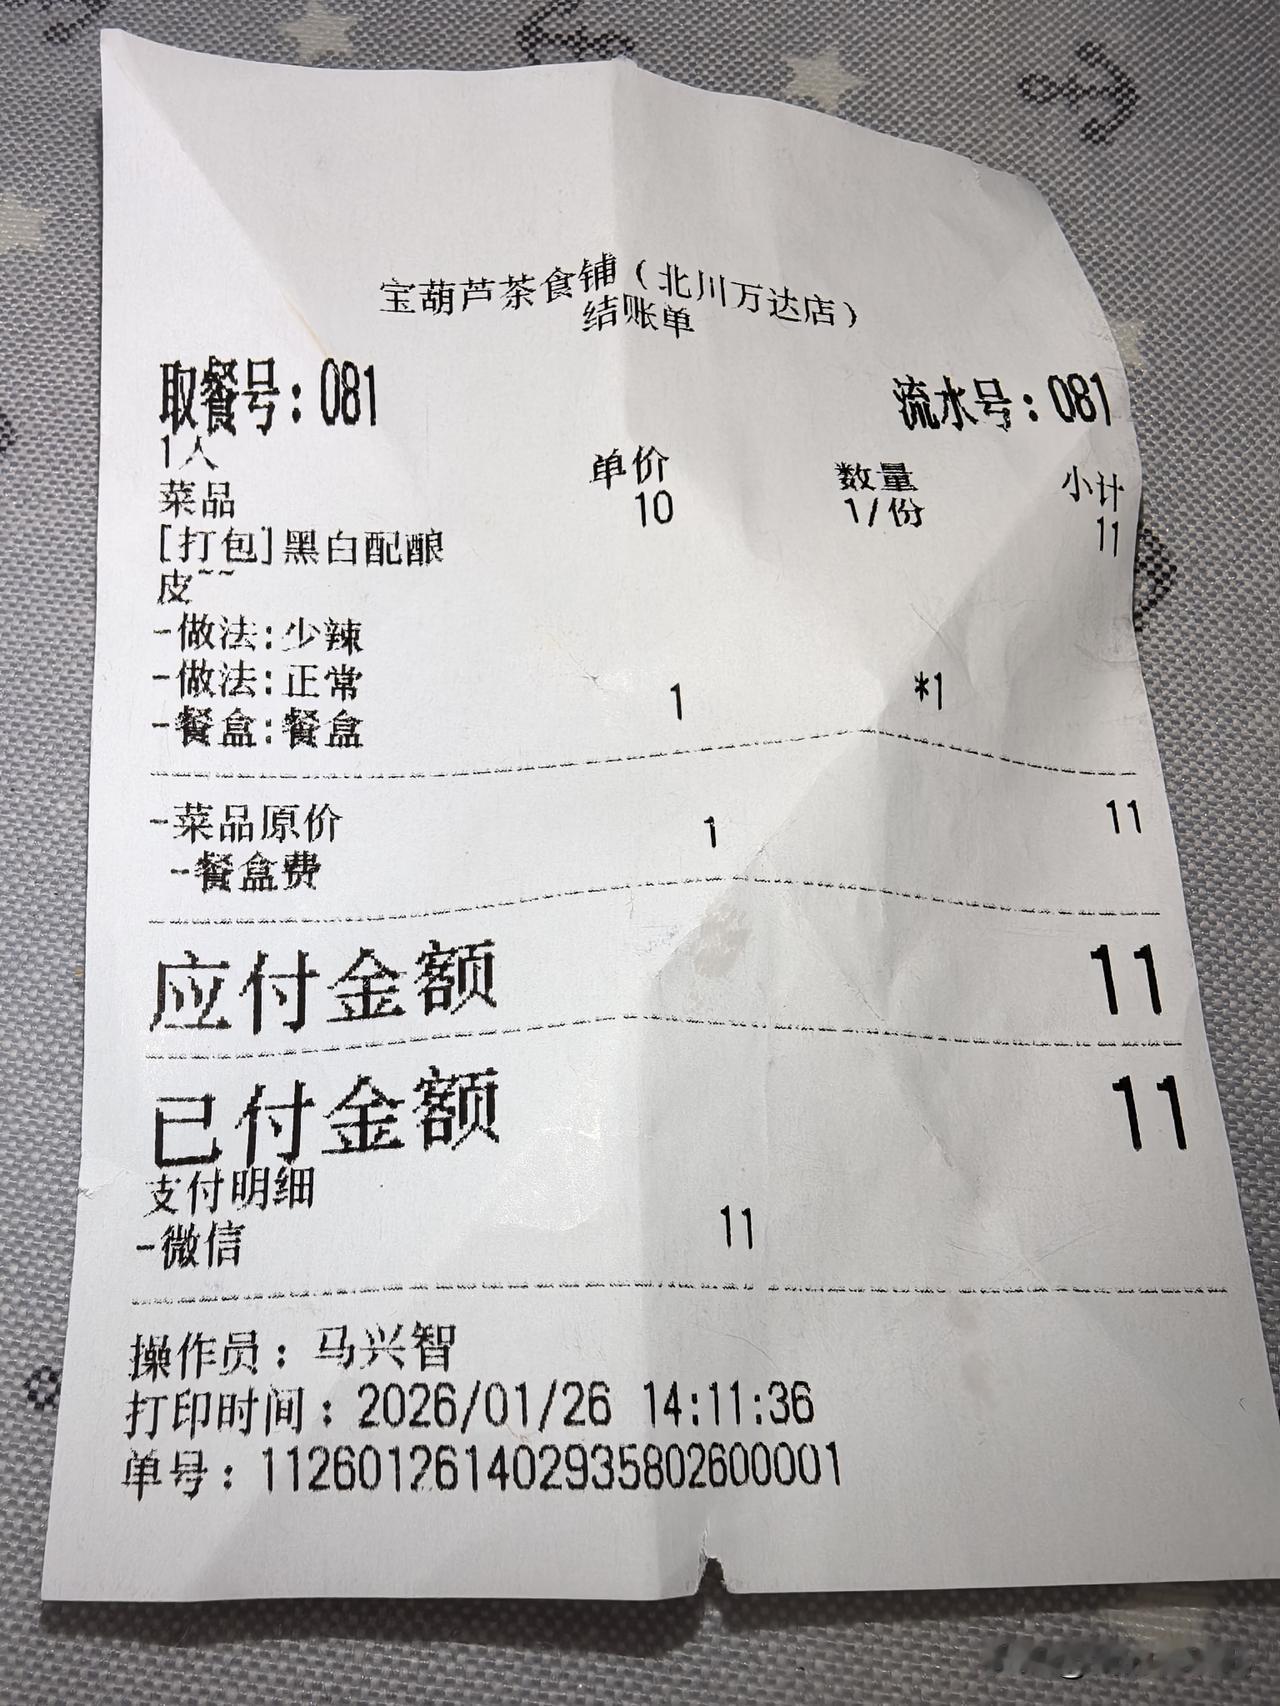 宝葫芦茶食铺（北川万达店）
结账单
取餐号：081 流水号：081
1人
菜品 单价 数量 小计
[打包]黑白配酿 10 1/份 11
皮~~
-做法:少辣
-做法:正常
-餐盒:餐盒 1 *1
-菜品原价 11
-餐盒费 1
应付金额 11
已付金额 11
支付明细
-微信 11
操作员：马兴智
打印时间：2026/01/26 14:11:36
单号：112601261402935802600001